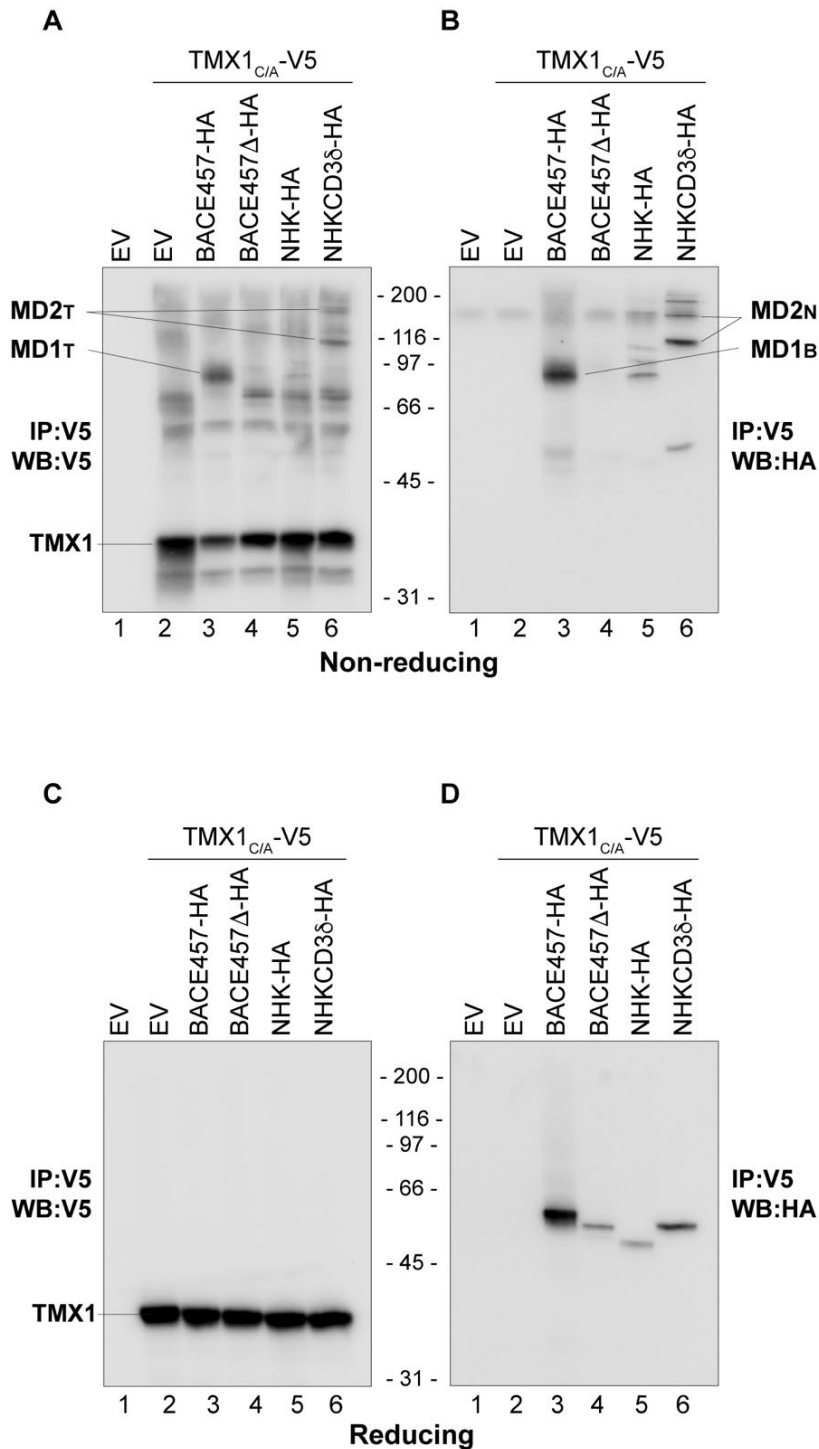 A
TMX1C/A-V5
EV
EV
BACE457-HA
BACE457Δ-HA
NHK-HA
NHKCD3δ-HA
MD2T
MD1T
IP:V5
WB:V5
TMX1
1 2 3 4 5 6
- 200 -
- 116 -
- 97 -
- 66 -
- 45 -
- 31 -
B
TMX1C/A-V5
EV
EV
BACE457-HA
BACE457Δ-HA
NHK-HA
NHKCD3δ-HA
MD2N
MD1B
IP:V5
WB:HA
1 2 3 4 5 6
Non-reducing
C
TMX1C/A-V5
EV
EV
BACE457-HA
BACE457Δ-HA
NHK-HA
NHKCD3δ-HA
IP:V5
WB:V5
TMX1
1 2 3 4 5 6
- 200 -
- 116 -
- 97 -
- 66 -
- 45 -
- 31 -
D
TMX1C/A-V5
EV
EV
BACE457-HA
BACE457Δ-HA
NHK-HA
NHKCD3δ-HA
IP:V5
WB:HA
1 2 3 4 5 6
Reducing